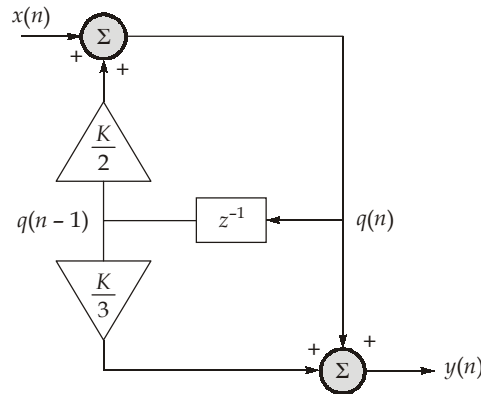 x(n)
Σ
+
+
K
2
q(n – 1)
z⁻¹
q(n)
K
3
+
+
Σ
y(n)